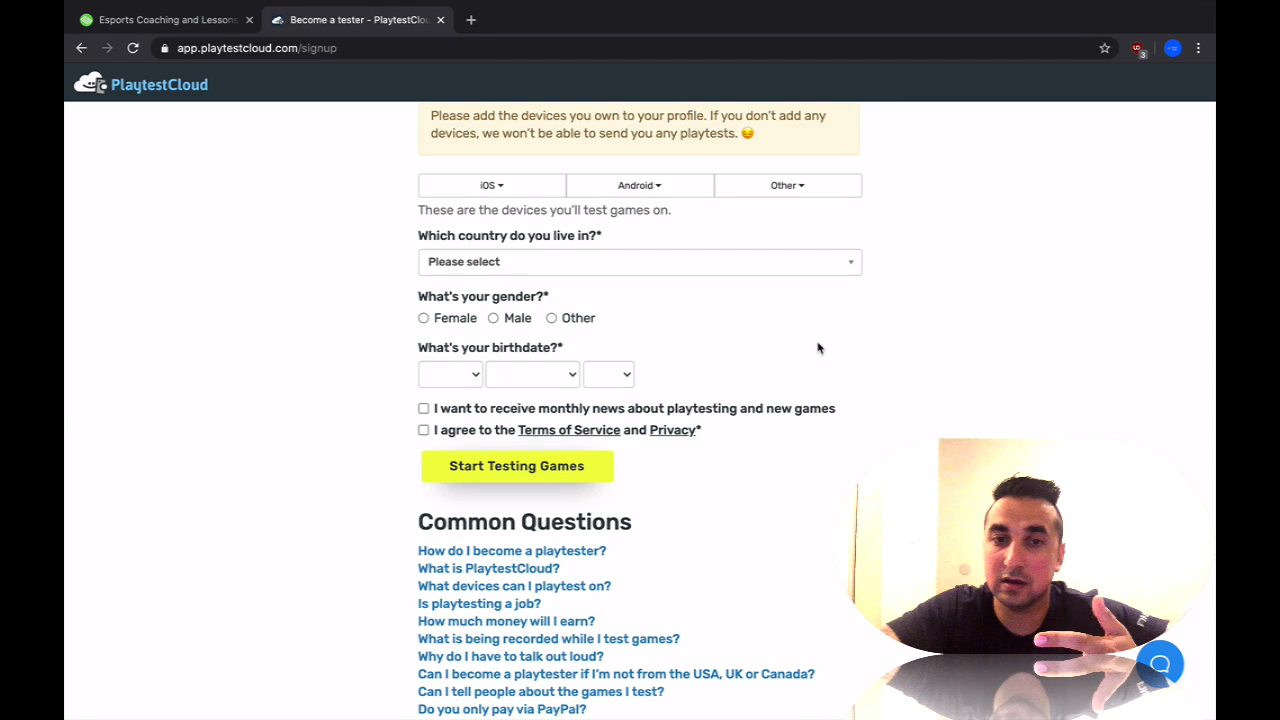 Esports Coaching and Lessons
Become a tester - PlaytestClou
app.playtestcloud.com/signup
3
PlaytestCloud
Please add the devices you own to your profile. If you don't add any
devices, we won't be able to send you any playtests. 😔
iOS
Android
Other
These are the devices you'll test games on.
Which country do you live in?*
Please select
What's your gender?*
Female
Male
Other
What's your birthdate?*
I want to receive monthly news about playtesting and new games
I agree to the Terms of Service and Privacy*
Start Testing Games
Common Questions
How do I become a playtester?
What is PlaytestCloud?
What devices can I playtest on?
Is playtesting a job?
How much money will I earn?
What is being recorded while I test games?
Why do I have to talk out loud?
Can I become a playtester if I'm not from the USA, UK or Canada?
Can I tell people about the games I test?
Do you only pay via PayPal?